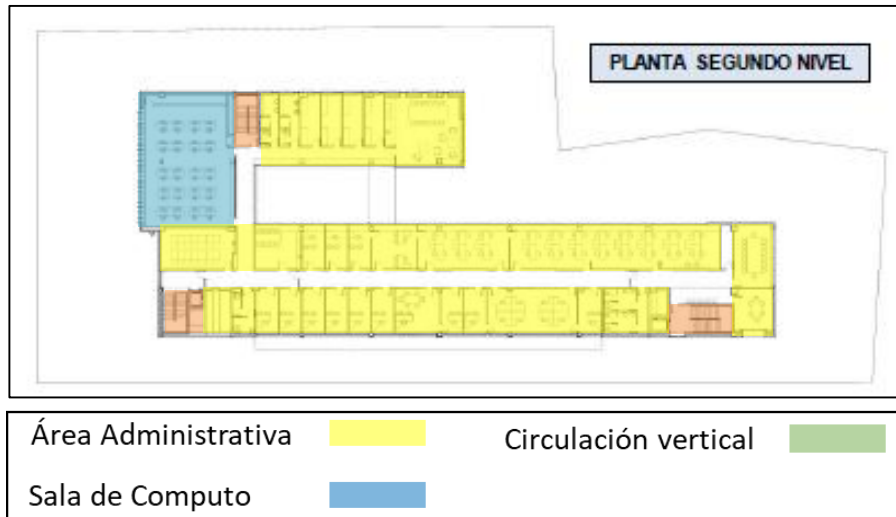 PLANTA SEGUNDO NIVEL
Área Administrativa
Circulación vertical
Sala de Computo